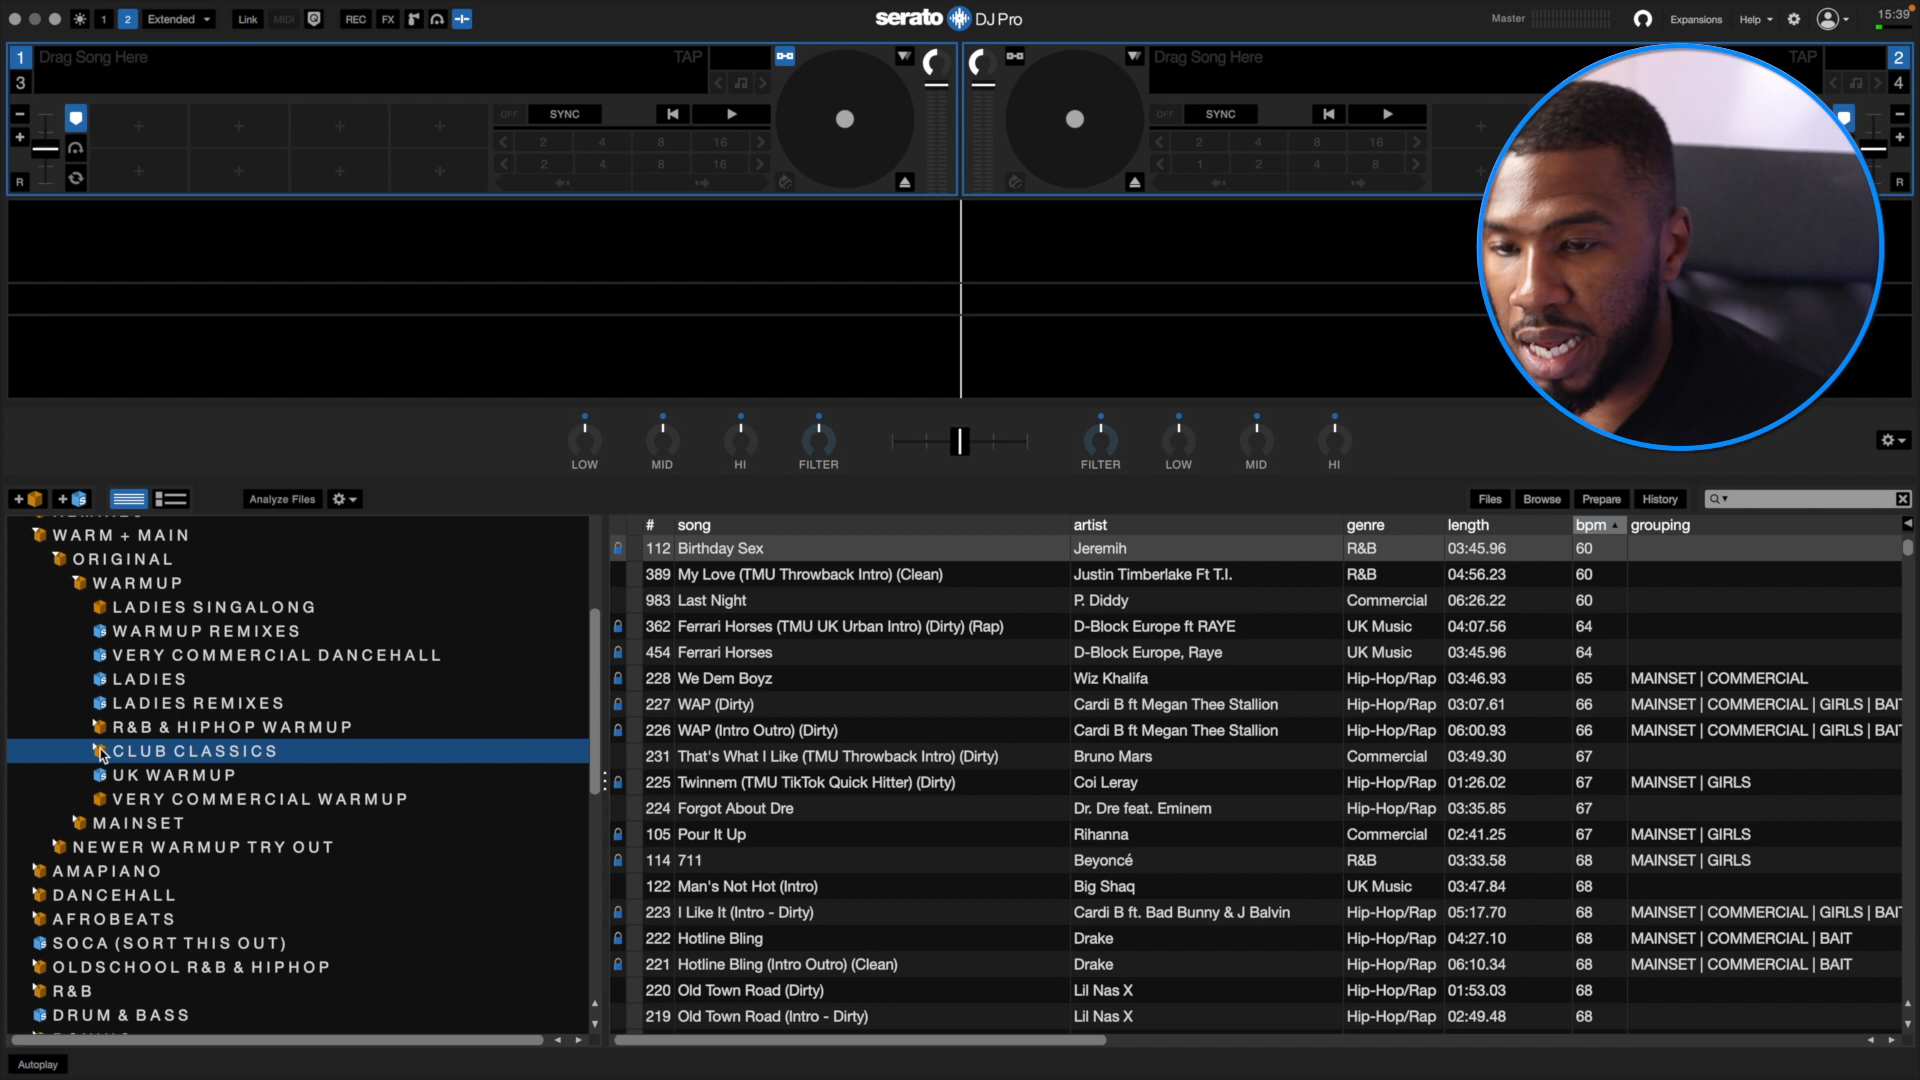 1 2 Extended Link MIDI REC FX serato DJ Pro Master Expansions Help 15:39
1 Drag Song Here TAP Drag Song Here TAP 2
3 4
OFF SYNC OFF SYNC
2 4 8 16 2 4 8 16
2 4 8 16 1 2 4 8
R R
LOW MID HI FILTER FILTER LOW MID HI
Analyze Files Files Browse Prepare History
WARM + MAIN
ORIGINAL
WARMUP
LADIES SINGALONG
WARMUP REMIXES
VERY COMMERCIAL DANCEHALL
LADIES
LADIES REMIXES
R&B & HIPHOP WARMUP
CLUB CLASSICS
UK WARMUP
VERY COMMERCIAL WARMUP
MAINSET
NEWER WARMUP TRY OUT
AMAPIANO
DANCEHALL
AFROBEATS
SOCA (SORT THIS OUT)
OLDSCHOOL R&B & HIPHOP
R&B
DRUM & BASS
# song artist genre length bpm grouping
112 Birthday Sex Jeremih R&B 03:45.96 60
389 My Love (TMU Throwback Intro) (Clean) Justin Timberlake Ft T.I. R&B 04:56.23 60
983 Last Night P. Diddy Commercial 06:26.22 60
362 Ferrari Horses (TMU UK Urban Intro) (Dirty) (Rap) D-Block Europe ft RAYE UK Music 04:07.56 64
454 Ferrari Horses D-Block Europe, Raye UK Music 03:45.96 64
228 We Dem Boyz Wiz Khalifa Hip-Hop/Rap 03:46.93 65 MAINSET | COMMERCIAL
227 WAP (Dirty) Cardi B ft Megan Thee Stallion Hip-Hop/Rap 03:07.61 66 MAINSET | COMMERCIAL | GIRLS | BAI
226 WAP (Intro Outro) (Dirty) Cardi B ft Megan Thee Stallion Hip-Hop/Rap 06:00.93 66 MAINSET | COMMERCIAL | GIRLS | BAI
231 That's What I Like (TMU Throwback Intro) (Dirty) Bruno Mars Commercial 03:49.30 67
225 Twinnem (TMU TikTok Quick Hitter) (Dirty) Coi Leray Hip-Hop/Rap 01:26.02 67 MAINSET | GIRLS
224 Forgot About Dre Dr. Dre feat. Eminem Hip-Hop/Rap 03:35.85 67
105 Pour It Up Rihanna Commercial 02:41.25 67 MAINSET | GIRLS
114 711 Beyoncé R&B 03:33.58 68 MAINSET | GIRLS
122 Man's Not Hot (Intro) Big Shaq UK Music 03:47.84 68
223 I Like It (Intro - Dirty) Cardi B ft. Bad Bunny & J Balvin Hip-Hop/Rap 05:17.70 68 MAINSET | COMMERCIAL | GIRLS | BAI
222 Hotline Bling Drake Hip-Hop/Rap 04:27.10 68 MAINSET | COMMERCIAL | BAIT
221 Hotline Bling (Intro Outro) (Clean) Drake Hip-Hop/Rap 06:10.34 68 MAINSET | COMMERCIAL | BAIT
220 Old Town Road (Dirty) Lil Nas X Hip-Hop/Rap 01:53.03 68
219 Old Town Road (Intro - Dirty) Lil Nas X Hip-Hop/Rap 02:49.48 68
Autoplay